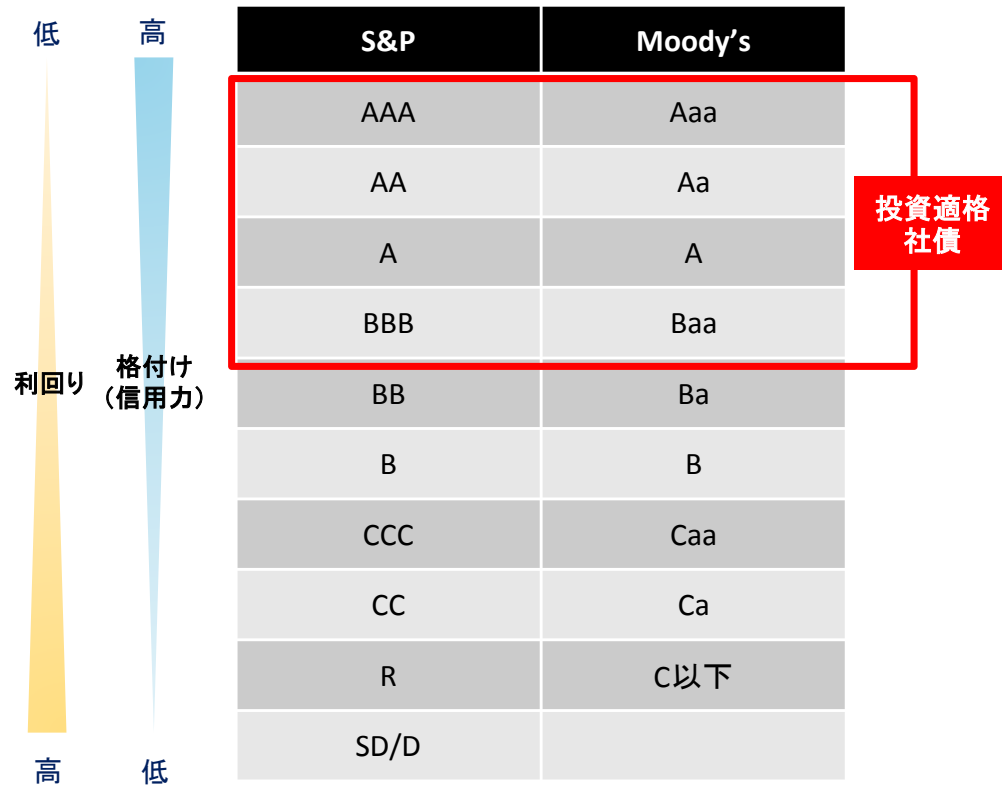 低 高
S&P Moody's
AAA Aaa
AA Aa
投資適格
社債
A A
BBB Baa
利回り 格付け
（信用力）
BB Ba
B B
CCC Caa
CC Ca
R C以下
SD/D
高 低